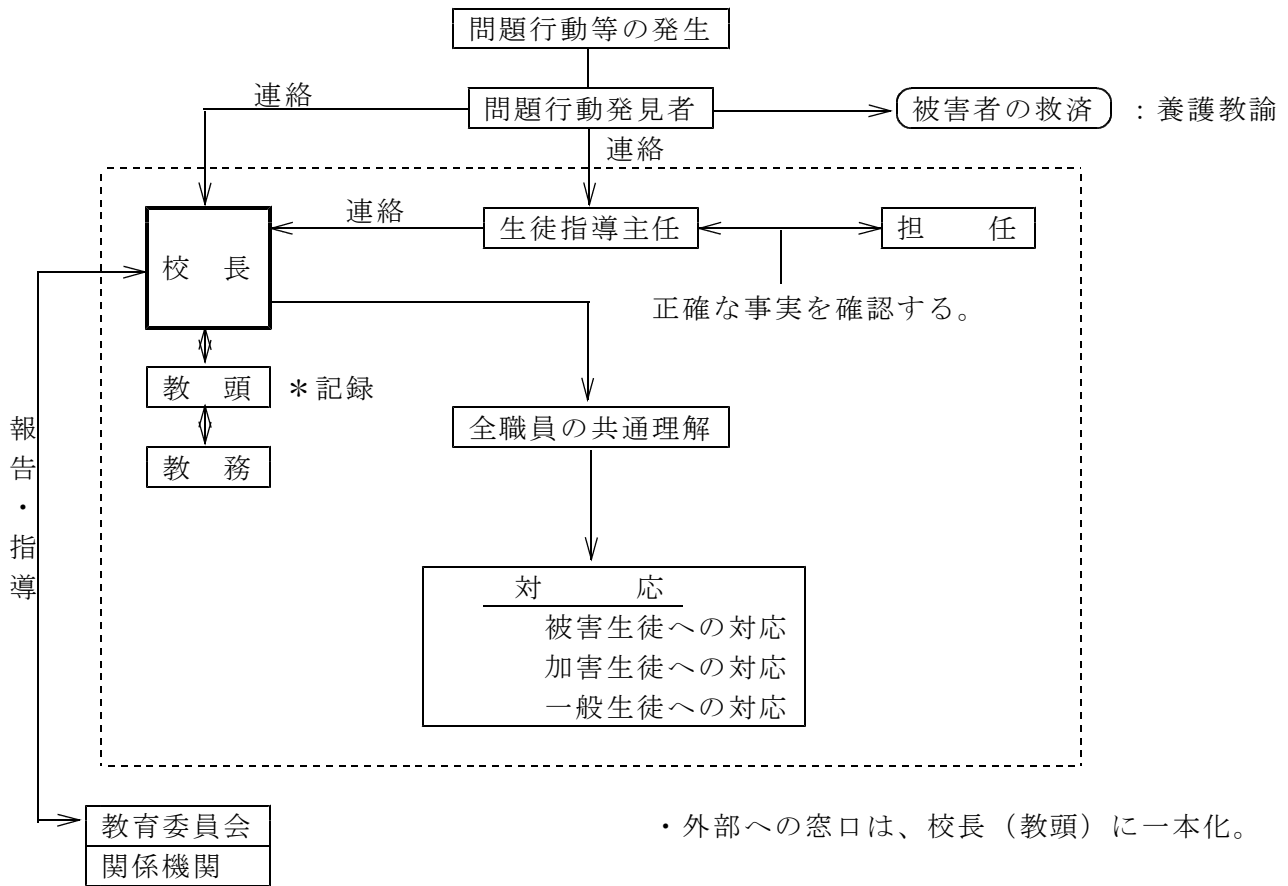 問題行動等の発生
連絡
問題行動発見者
被害者の救済 ：養護教諭
連絡
連絡
生徒指導主任
担　　任
校　長
正確な事実を確認する。
教　頭 ＊記録
全職員の共通理解
教　務
報告・指導
対　　　応
被害生徒への対応
加害生徒への対応
一般生徒への対応
教育委員会
関係機関
・外部への窓口は、校長（教頭）に一本化。